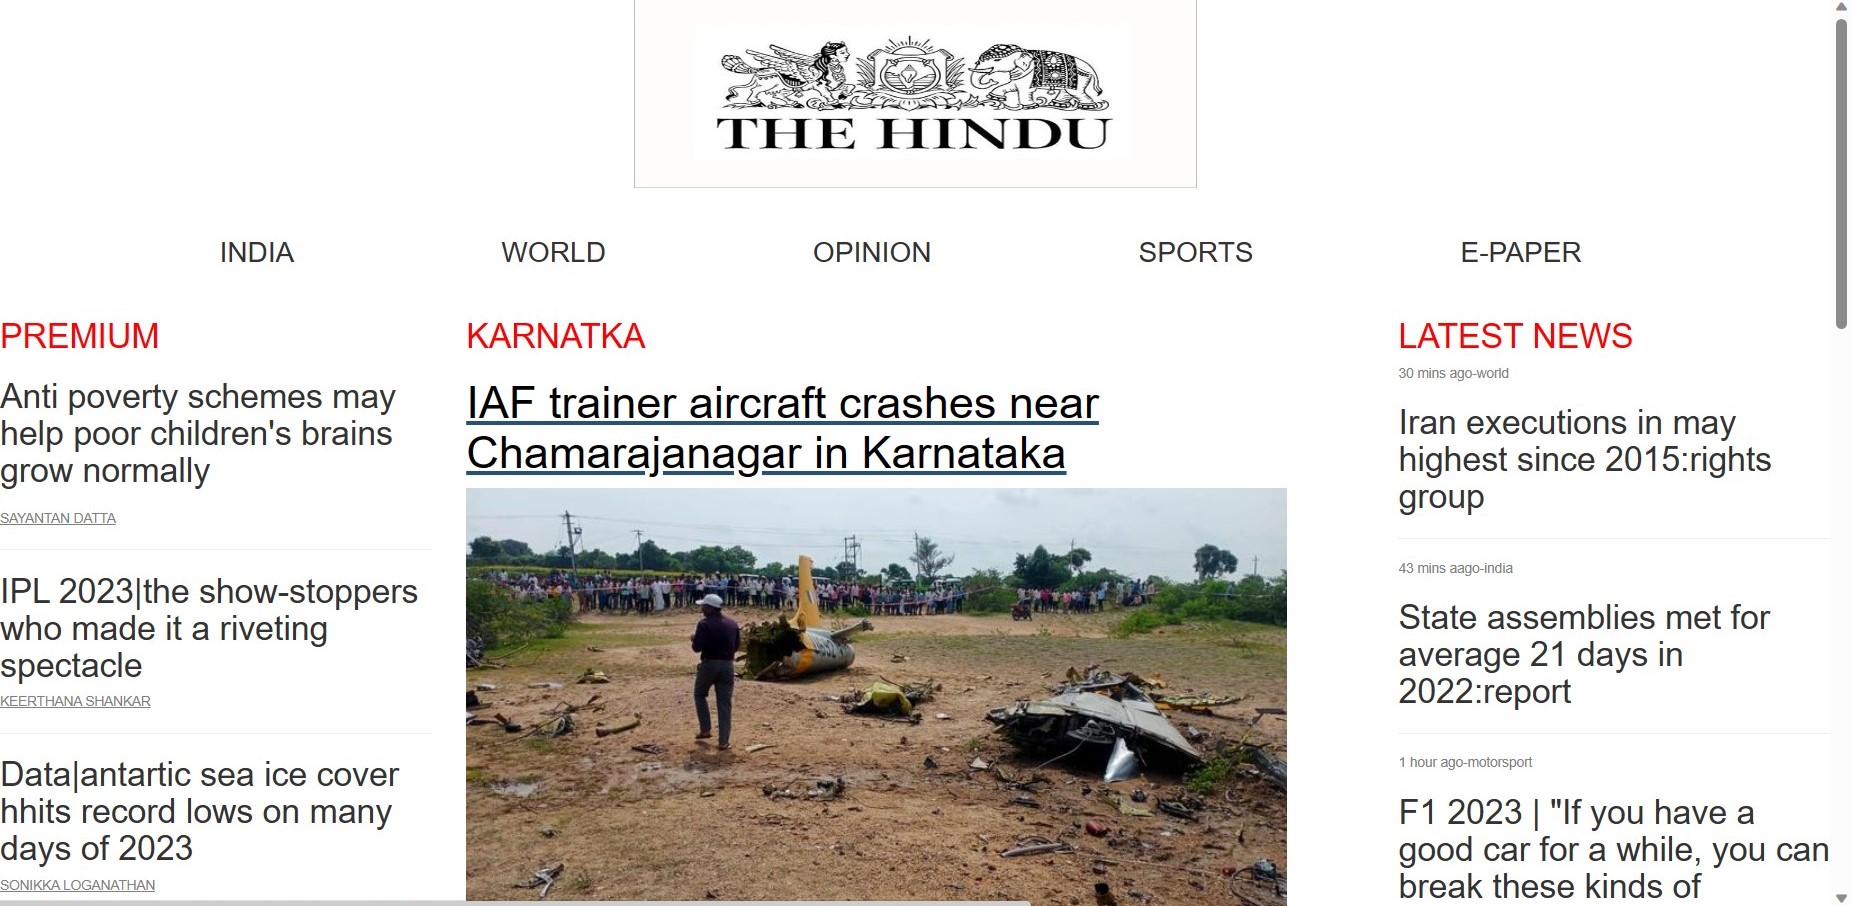 THE HINDU
INDIA
WORLD
OPINION
SPORTS
E-PAPER
PREMIUM
Anti poverty schemes may
help poor children's brains
grow normally
SAYANTAN DATTA
IPL 2023|the show-stoppers
who made it a riveting
spectacle
KEERTHANA SHANKAR
Data|antartic sea ice cover
hhits record lows on many
days of 2023
SONIKKA LOGANATHAN
KARNATKA
IAF trainer aircraft crashes near
Chamarajanagar in Karnataka
LATEST NEWS
30 mins ago-world
Iran executions in may
highest since 2015:rights
group
43 mins aago-india
State assemblies met for
average 21 days in
2022:report
1 hour ago-motorsport
F1 2023 | "If you have a
good car for a while, you can
break these kinds of